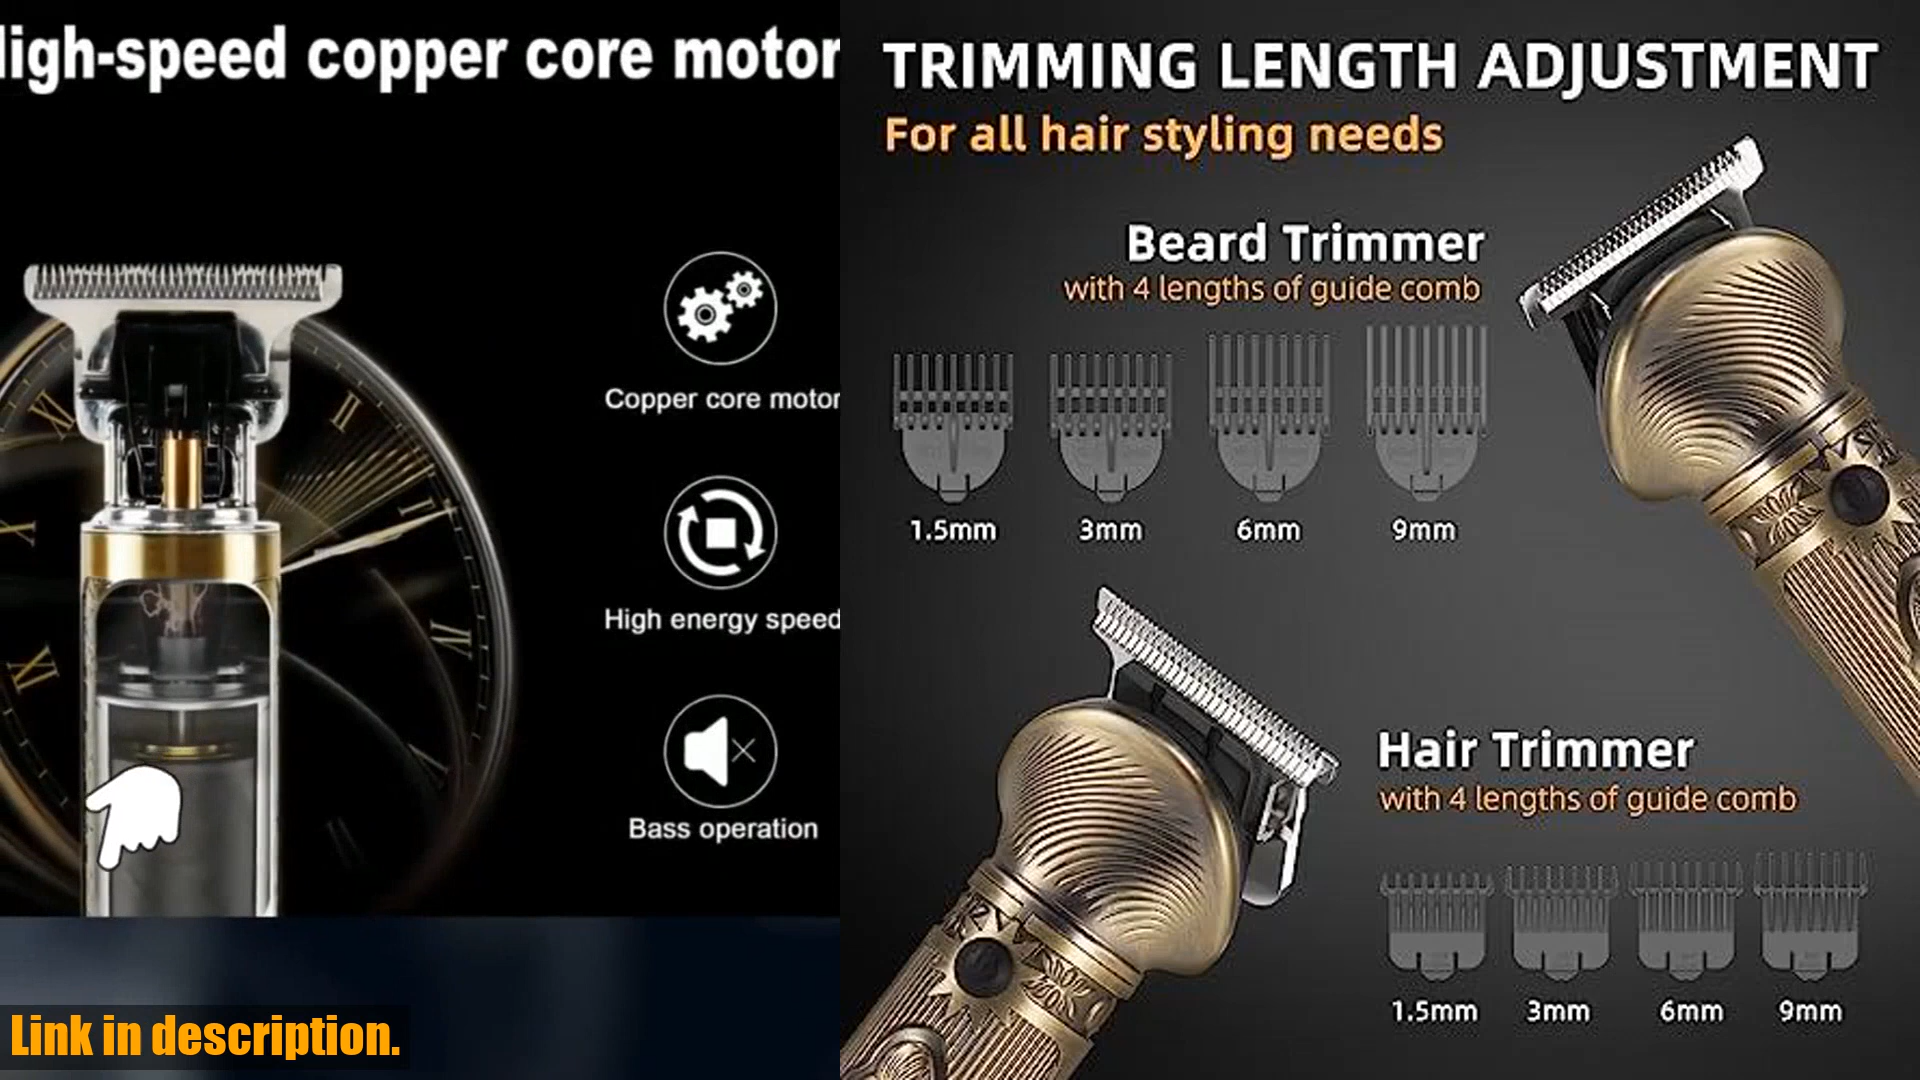 High-speed copper core motor
Copper core motor
High energy speed
Bass operation
Link in description.
TRIMMING LENGTH ADJUSTMENT
For all hair styling needs
Beard Trimmer
with 4 lengths of guide comb
1.5mm 3mm 6mm 9mm
Hair Trimmer
with 4 lengths of guide comb
1.5mm 3mm 6mm 9mm